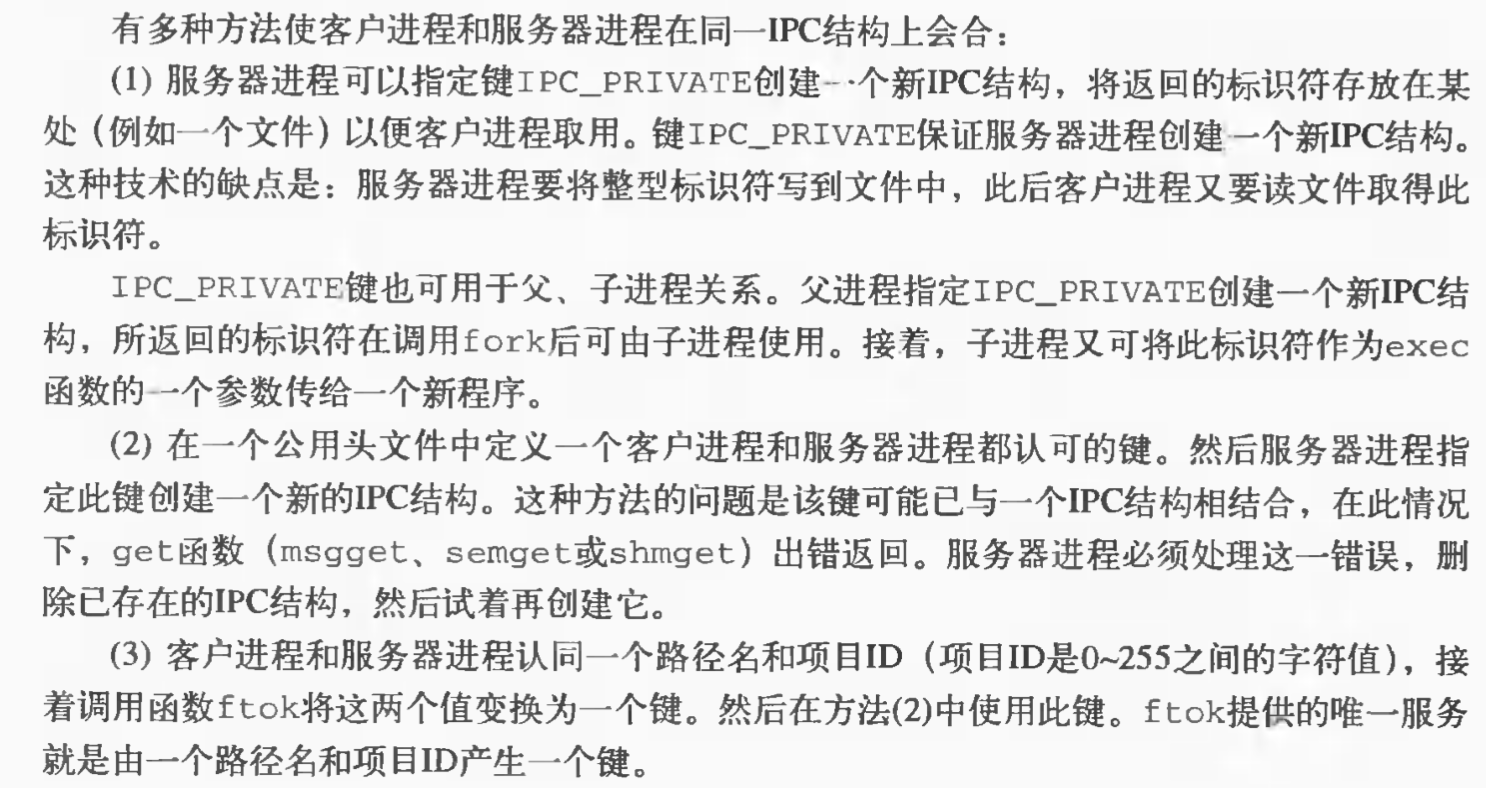 有多种方法使客户进程和服务器进程在同一IPC结构上会合：
(1) 服务器进程可以指定键IPC_PRIVATE创建一个新IPC结构，将返回的标识符存放在某
处（例如一个文件）以便客户进程取用。键IPC_PRIVATE保证服务器进程创建一个新IPC结构。
这种技术的缺点是：服务器进程要将整型标识符写到文件中，此后客户进程又要读文件取得此
标识符。
IPC_PRIVATE键也可用于父、子进程关系。父进程指定IPC_PRIVATE创建一个新IPC结
构，所返回的标识符在调用fork后可由子进程使用。接着，子进程又可将此标识符作为exec
函数的一个参数传给一个新程序。
(2) 在一个公用头文件中定义一个客户进程和服务器进程都认可的键。然后服务器进程指
定此键创建一个新的IPC结构。这种方法的问题是该键可能已与一个IPC结构相结合，在此情况
下，get函数（msgget、semget或shmget）出错返回。服务器进程必须处理这一错误，删
除已存在的IPC结构，然后试着再创建它。
(3) 客户进程和服务器进程认同一个路径名和项目ID（项目ID是0~255之间的字符值），接
着调用函数ftok将这两个值变换为一个键。然后在方法(2)中使用此键。ftok提供的唯一服务
就是由一个路径名和项目ID产生一个键。